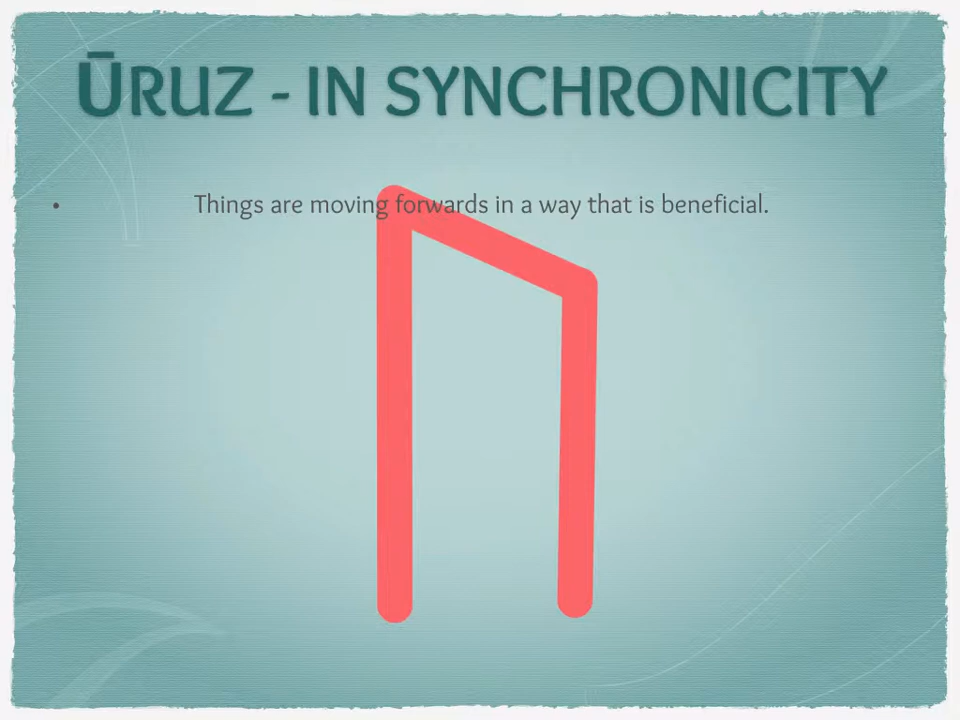 ŪRUZ - IN SYNCHRONICITY
• Things are moving forwards in a way that is beneficial.
ᚢ